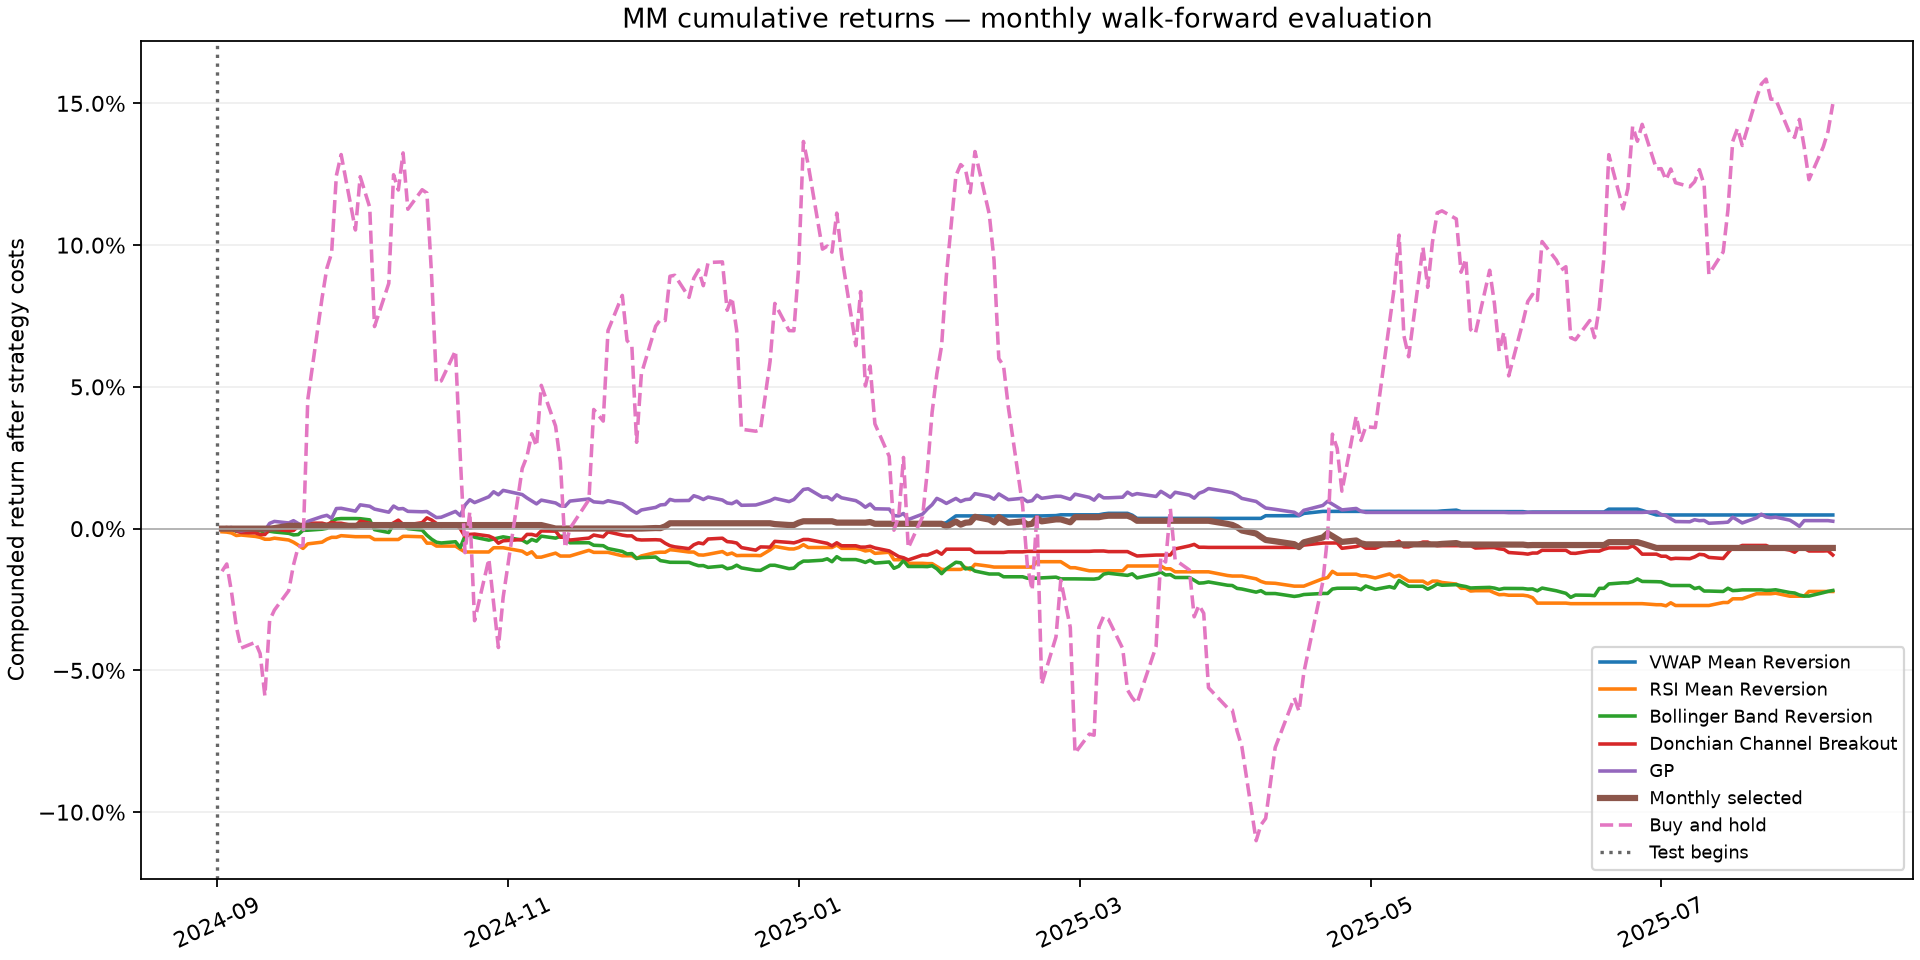 MM cumulative returns — monthly walk-forward evaluation
Compounded return after strategy costs
15.0%
10.0%
5.0%
0.0%
−5.0%
−10.0%
2024-09
2024-11
2025-01
2025-03
2025-05
2025-07
VWAP Mean Reversion
RSI Mean Reversion
Bollinger Band Reversion
Donchian Channel Breakout
GP
Monthly selected
Buy and hold
Test begins